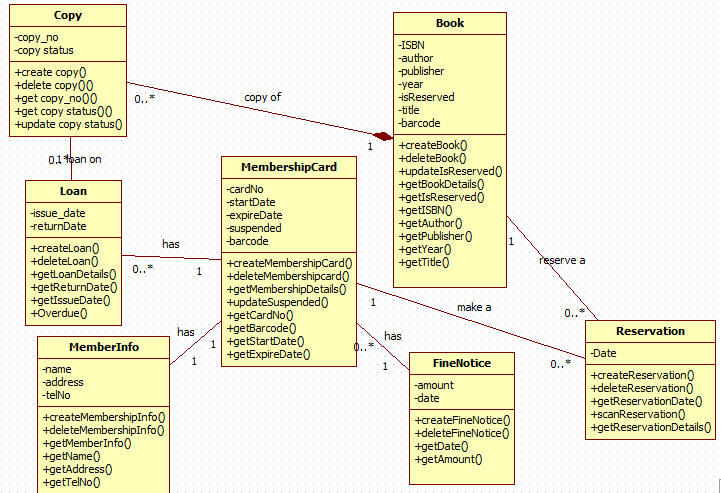 Copy
-copy_no
-copy status
+create copy()
+delete copy()()
+get copy_no()()
+get copy status()()
+update copy status()
0..*
copy of
1
Book
-ISBN
-author
-publisher
-year
-isReserved
-title
-barcode
+createBook()
+deleteBook()
+updateIsReserved()
+getBookDetails()
+getIsReserved()
+getISBN()
+getAuthor()
+getPublisher()
+getYear()
+getTitle()
loan on
Loan
-issue_date
-returnDate
+createLoan()
+deleteLoan()
+getLoanDetails()
+getReturnDate()
+getIssueDate()
+Overdue()
has
0..*
1
MembershipCard
-cardNo
-startDate
-expireDate
-suspended
-barcode
+createMembershipCard()
+deleteMembershipcard()
+getMembershipDetails()
+updateSuspended()
+getCardNo()
+getBarcode()
+getStartDate()
+getExpireDate()
1
reserve a
0..*
1
make a
0..*
has
1
1
has
0..*
1
MemberInfo
-name
-address
-telNo
+createMembershipInfo()
+deleteMembershipInfo()
+getMemberInfo()
+getName()
+getAddress()
+getTelNo()
FineNotice
-amount
-date
+createFineNotice()
+deleteFineNotice()
+getDate()
+getAmount()
Reservation
-Date
+createReservation()
+deleteReservation()
+getReservationDate()
+scanReservation()
+getReservationDetails()